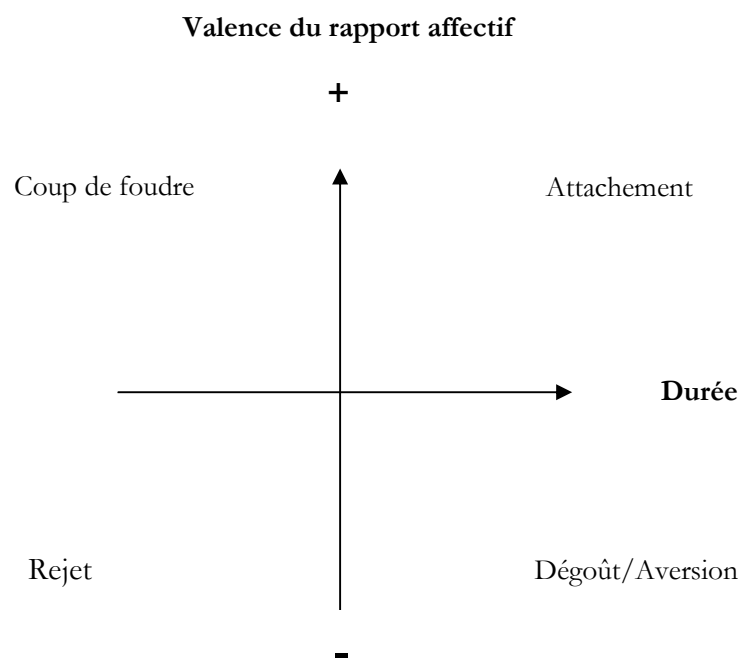 Valence du rapport affectif
+
Coup de foudre
Attachement
Durée
Rejet
Dégoût/Aversion
-